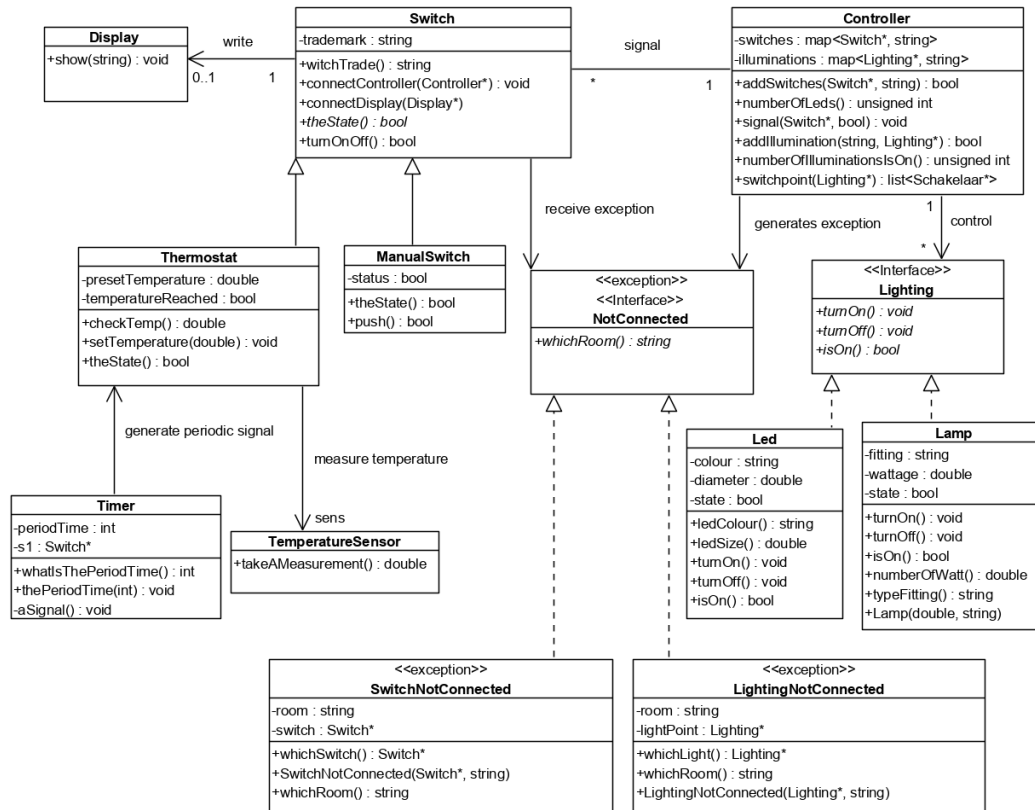 Display
+show(string) : void
write
0..1
1
Switch
-trademark : string
+witchTrade() : string
+connectController(Controller*) : void
+connectDisplay(Display*)
+theState() : bool
+turnOnOff() : bool
signal
*
1
Controller
-switches : map<Switch*, string>
-illuminations : map<Lighting*, string>
+addSwitches(Switch*, string) : bool
+numberOfLeds() : unsigned int
+signal(Switch*, bool) : void
+addIllumination(string, Lighting*) : bool
+numberOfIlluminationsIsOn() : unsigned int
+switchpoint(Lighting*) : list<Schakelaar*>
receive exception
generates exception
1
control
*
Thermostat
-presetTemperature : double
-temperatureReached : bool
+checkTemp() : double
+setTemperature(double) : void
+theState() : bool
ManualSwitch
-status : bool
+theState() : bool
+push() : bool
<<exception>>
<<Interface>>
NotConnected
+whichRoom() : string
<<Interface>>
Lighting
+turnOn() : void
+turnOff() : void
+isOn() : bool
generate periodic signal
measure temperature
sens
Timer
-periodTime : int
-s1 : Switch*
+whatIsThePeriodTime() : int
+thePeriodTime(int) : void
-aSignal() : void
TemperatureSensor
+takeAMeasurement() : double
Led
-colour : string
-diameter : double
-state : bool
+ledColour() : string
+ledSize() : double
+turnOn() : void
+turnOff() : void
+isOn() : bool
Lamp
-fitting : string
-wattage : double
-state : bool
+turnOn() : void
+turnOff() : void
+isOn() : bool
+numberOfWatt() : double
+typeFitting() : string
+Lamp(double, string)
<<exception>>
SwitchNotConnected
-room : string
-switch : Switch*
+whichSwitch() : Switch*
+SwitchNotConnected(Switch*, string)
+whichRoom() : string
<<exception>>
LightingNotConnected
-room : string
-lightPoint : Lighting*
+whichLight() : Lighting*
+whichRoom() : string
+LightingNotConnected(Lighting*, string)